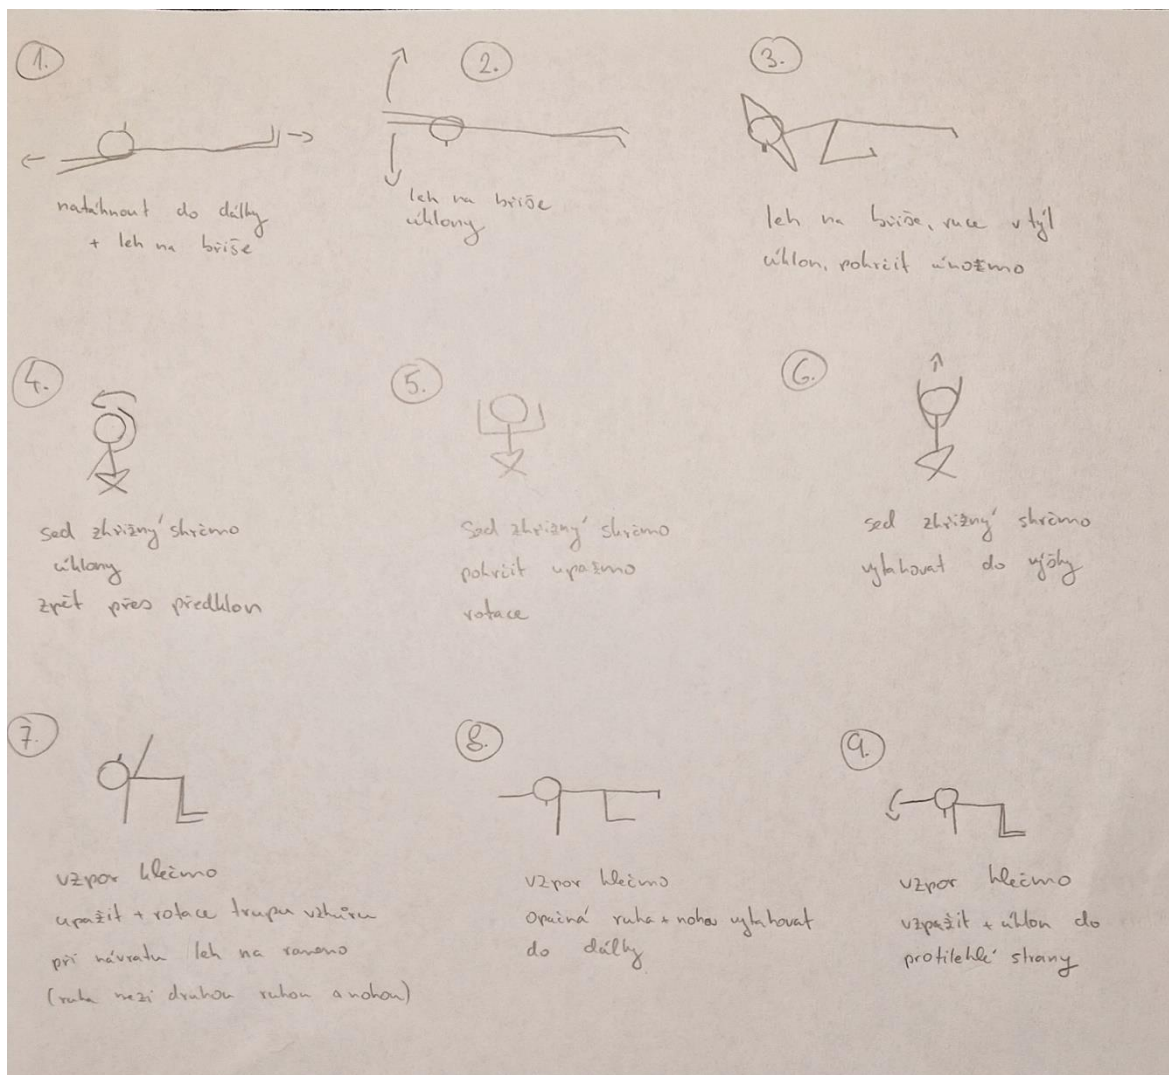 1.
natáhnout do dálky
+ leh na břiše
2.
leh na břiše
úklony
3.
leh na břiše, ruce v týl
úklon, pokrčit únožmo
4.
sed zkřižný skrčmo
úklony
zpět přes předklon
5.
Sed zkřižný skrčmo
pokrčit upažmo
rotace
6.
sed zkřižný skrčmo
vytahovat do výšky
7.
vzpor klečmo
upažit + rotace trupu vzhůru
při návratu leh na rameno
(ruka mezi druhou rukou a nohou)
8.
vzpor klečmo
opačná ruka + noha vytahovat
do dálky
9.
vzpor klečmo
vzpažit + úklon do
protilehlé strany